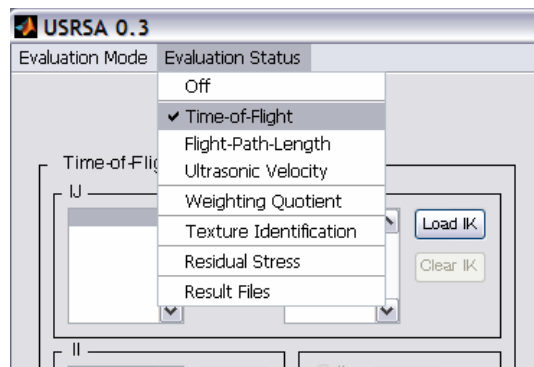 USRSA 0.3
Evaluation Mode Evaluation Status
Off
✔ Time-of-Flight
Flight-Path-Length
Ultrasonic Velocity
Weighting Quotient
Texture Identification
Residual Stress
Result Files
Time-of-Flig
IJ
Load IK
Clear IK
II